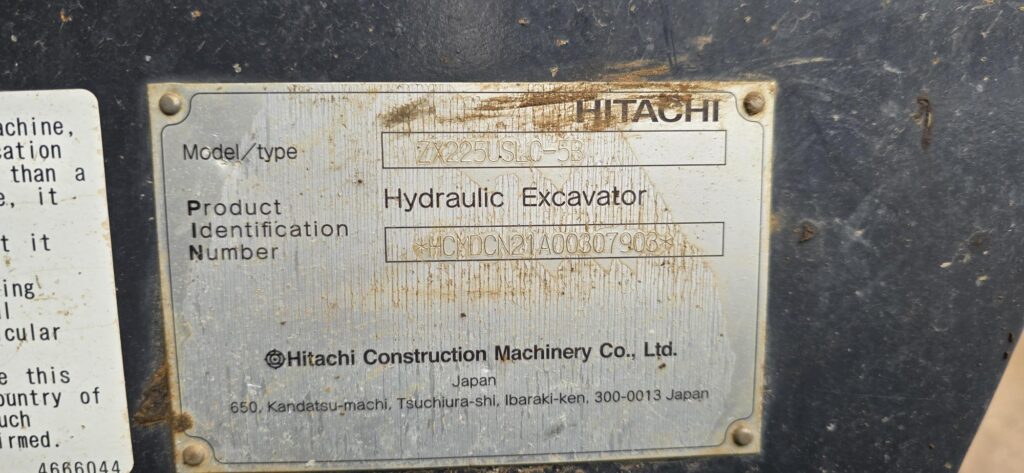 achine,
sation
than a
e, it
t it
ing
l
cular
e this
ountry of
uch
irmed.
4666044
HITACHI
Model/type ZX225USLC-5B
Hydraulic Excavator
Product
Identification
Number *HCMDCN21A00307903*
Hitachi Construction Machinery Co., Ltd.
Japan
650, Kandatsu-machi, Tsuchiura-shi, Ibaraki-ken, 300-0013 Japan